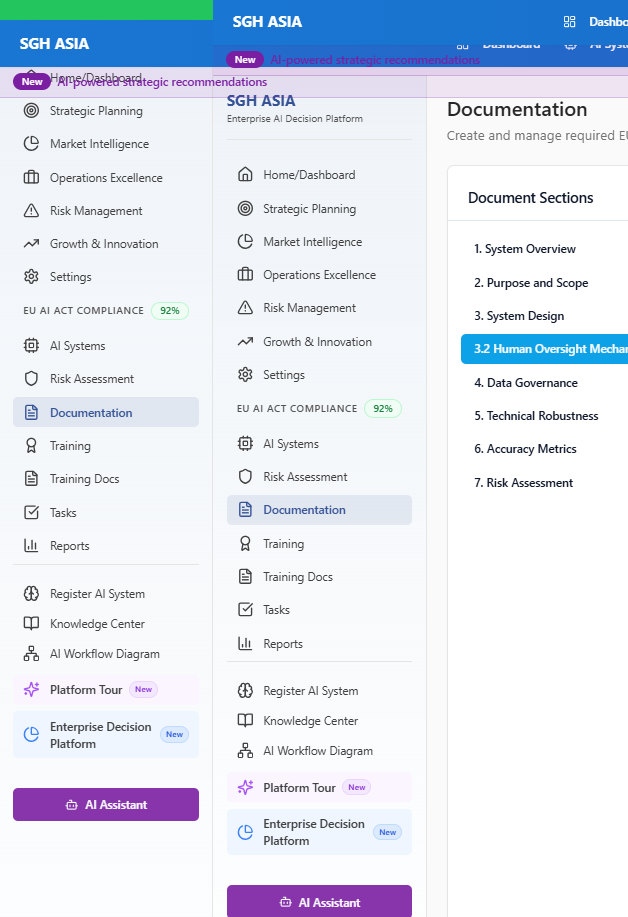 SGH ASIA
Home/Dashboard
New AI-powered strategic recommendations
Strategic Planning
Market Intelligence
Operations Excellence
Risk Management
Growth & Innovation
Settings
EU AI ACT COMPLIANCE 92%
AI Systems
Risk Assessment
Documentation
Training
Training Docs
Tasks
Reports
Register AI System
Knowledge Center
AI Workflow Diagram
Platform Tour New
Enterprise Decision
Platform
New
AI Assistant
SGH ASIA
Dashbo
Dashboard AI Syste
New AI-powered strategic recommendations
SGH ASIA
Enterprise AI Decision Platform
Home/Dashboard
Strategic Planning
Market Intelligence
Operations Excellence
Risk Management
Growth & Innovation
Settings
EU AI ACT COMPLIANCE 92%
AI Systems
Risk Assessment
Documentation
Training
Training Docs
Tasks
Reports
Register AI System
Knowledge Center
AI Workflow Diagram
Platform Tour New
Enterprise Decision
Platform
New
AI Assistant
Documentation
Create and manage required EU
Document Sections
1. System Overview
2. Purpose and Scope
3. System Design
3.2 Human Oversight Mechan
4. Data Governance
5. Technical Robustness
6. Accuracy Metrics
7. Risk Assessment